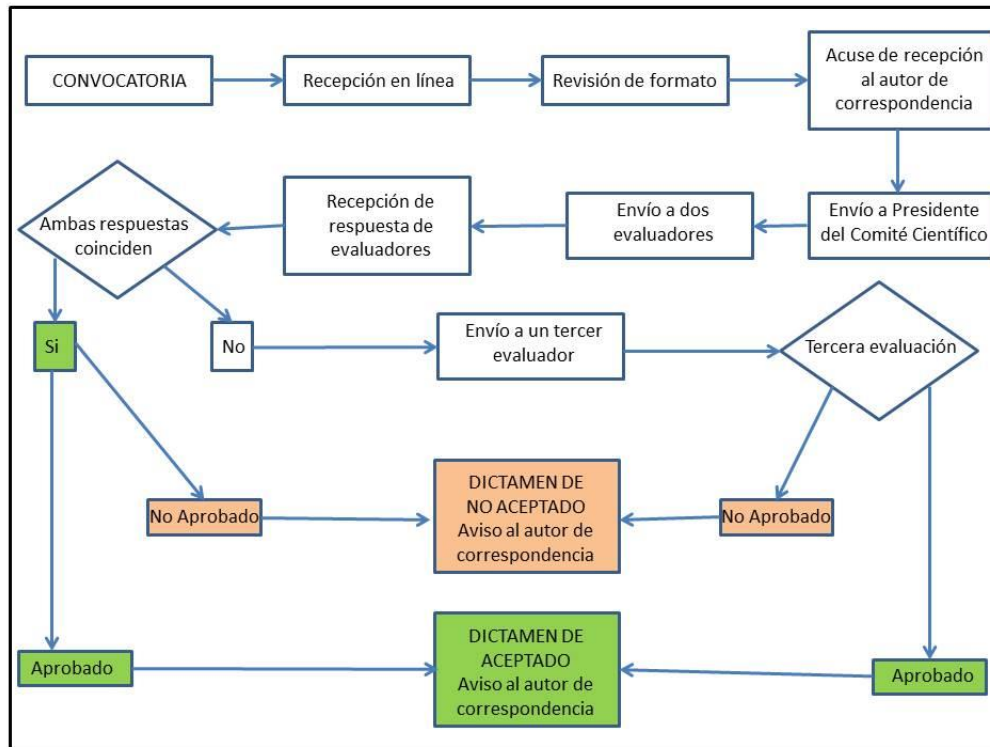 CONVOCATORIA
Recepción en línea
Revisión de formato
Acuse de recepción
al autor de
correspondencia
Ambas respuestas
coinciden
Recepción de
respuesta de
evaluadores
Envío a dos
evaluadores
Envío a Presidente
del Comité Científico
Si
No
Envío a un tercer
evaluador
Tercera evaluación
No Aprobado
DICTAMEN DE
NO ACEPTADO
Aviso al autor de
correspondencia
No Aprobado
Aprobado
DICTAMEN DE
ACEPTADO
Aviso al autor de
correspondencia
Aprobado